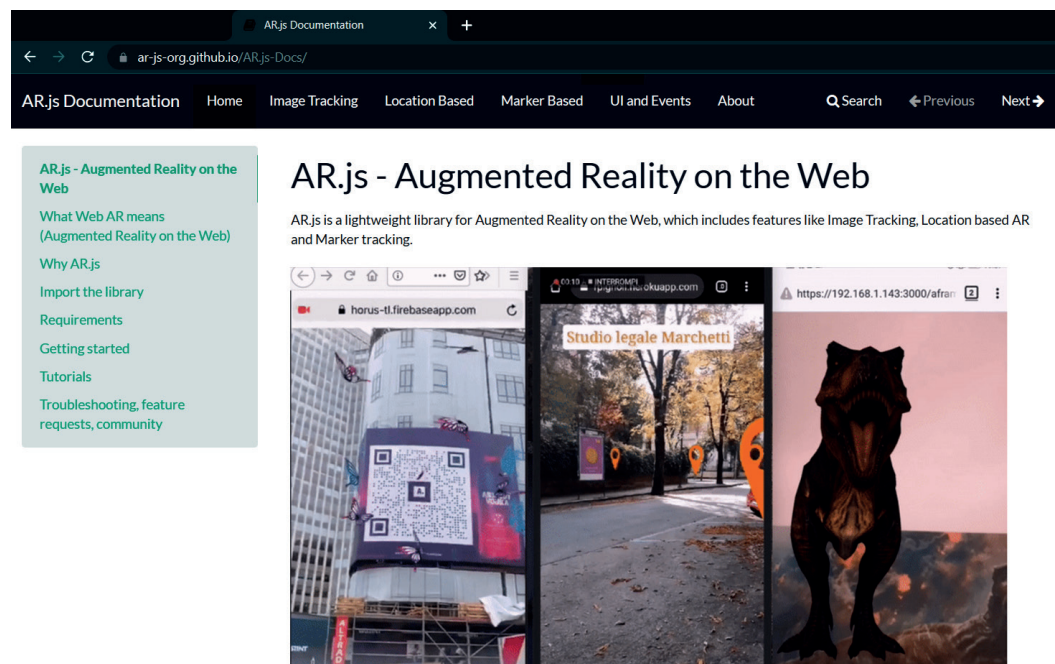 AR.js Documentation
ar-js-org.github.io/AR.js-Docs/
AR.js Documentation Home Image Tracking Location Based Marker Based UI and Events About Search Previous Next
AR.js - Augmented Reality on the
Web
What Web AR means
(Augmented Reality on the Web)
Why AR.js
Import the library
Requirements
Getting started
Tutorials
Troubleshooting, feature
requests, community
AR.js - Augmented Reality on the Web
AR.js is a lightweight library for Augmented Reality on the Web, which includes features like Image Tracking, Location based AR
and Marker tracking.
horus-tl.firebaseapp.com
00:10 INTERROMPI
Studio legale Marchetti
https://192.168.1.143:3000/afran
2
ALTRAD